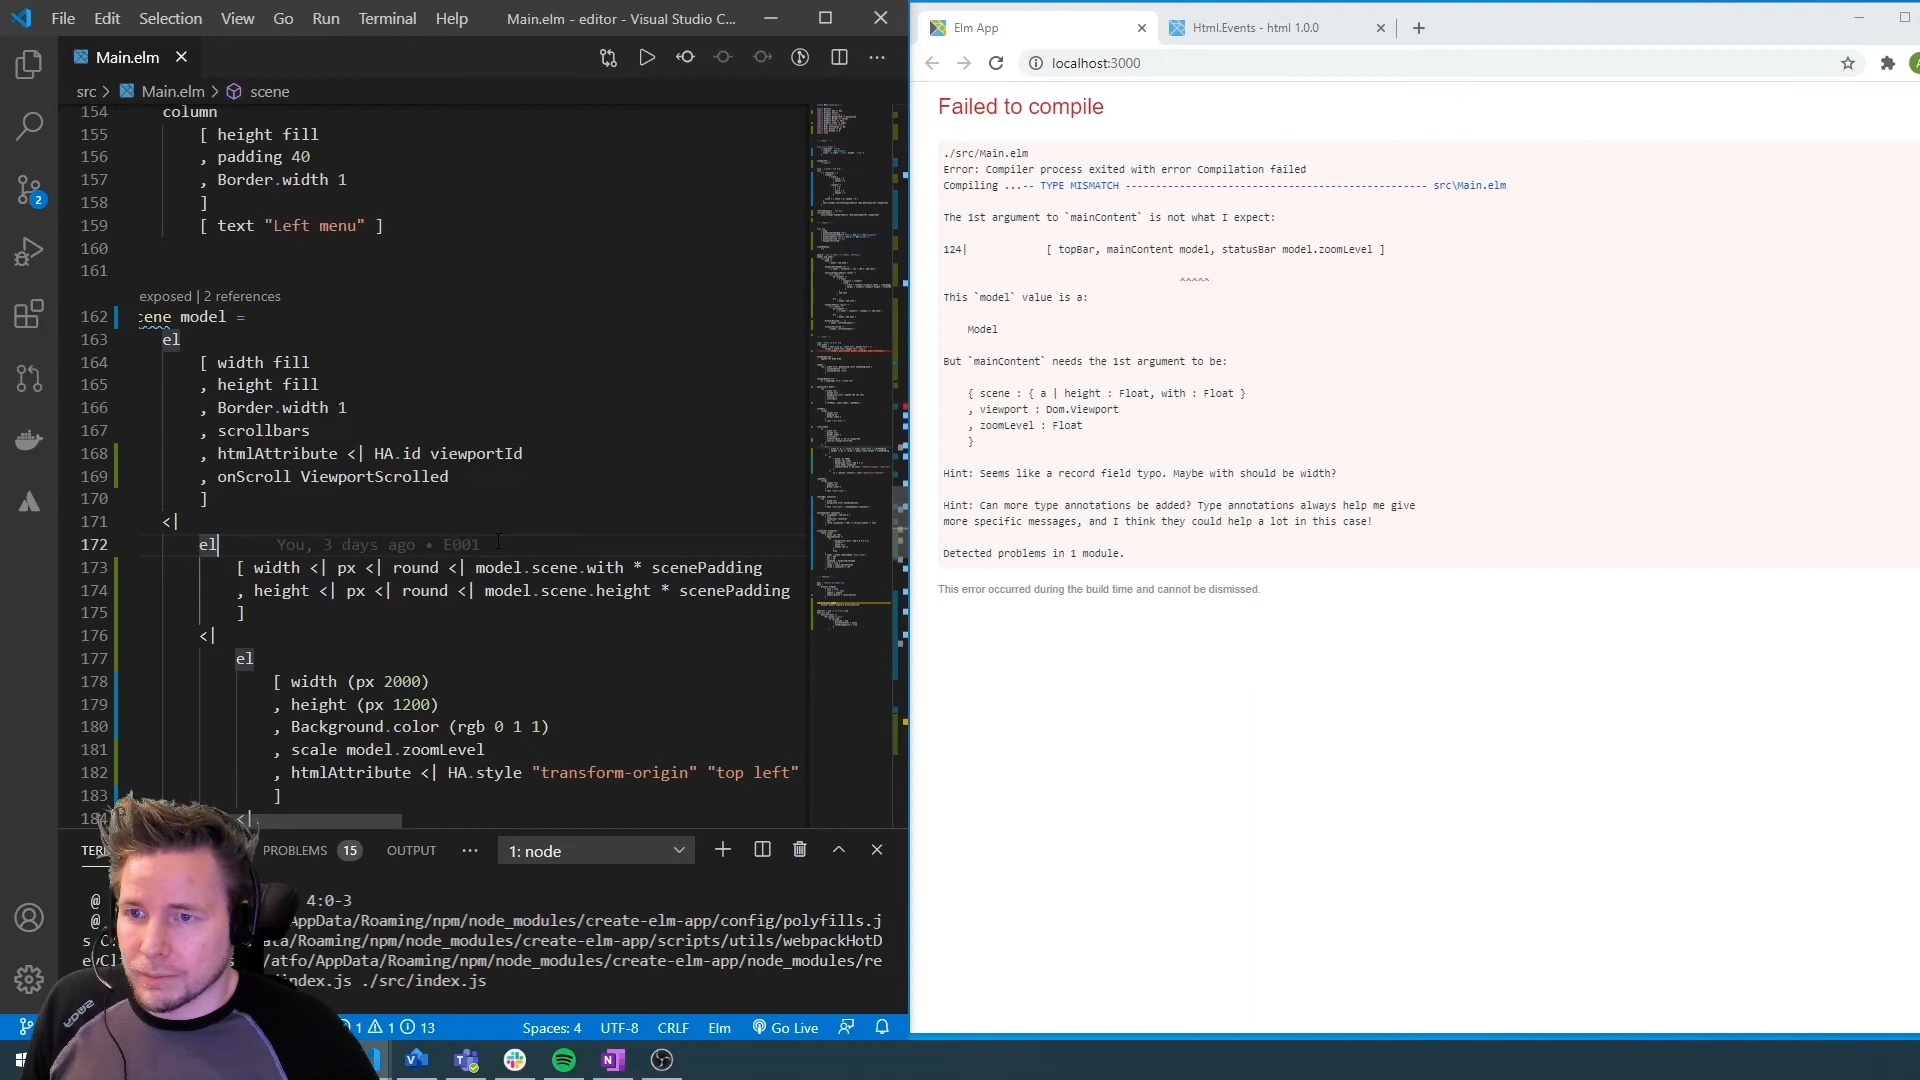 File Edit Selection View Go Run Terminal Help Main.elm - editor - Visual Studio C...
Main.elm
src > Main.elm > scene
154 column
155 [ height fill
156 , padding 40
157 , Border.width 1
158 ]
159 [ text "Left menu" ]
160
161
exposed | 2 references
162 :ene model =
163 el
164 [ width fill
165 , height fill
166 , Border.width 1
167 , scrollbars
168 , htmlAttribute <| HA.id viewportId
169 , onScroll ViewportScrolled
170 ]
171 <|
172 el You, 3 days ago • E001
173 [ width <| px <| round <| model.scene.with * scenePadding
174 , height <| px <| round <| model.scene.height * scenePadding
175 ]
176 <|
177 el
178 [ width (px 2000)
179 , height (px 1200)
180 , Background.color (rgb 0 1 1)
181 , scale model.zoomLevel
182 , htmlAttribute <| HA.style "transform-origin" "top left"
183 ]
184 <|
2
TER PROBLEMS 15 OUTPUT ... 1: node
@ 4:0-3
@ AppData/Roaming/npm/node_modules/create-elm-app/config/polyfills.j
s C: ata/Roaming/npm/node_modules/create-elm-app/scripts/utils/webpackHotD
evCl /atfo/AppData/Roaming/npm/node_modules/create-elm-app/node_modules/re
index.js ./src/index.js
1 1 13 Spaces: 4 UTF-8 CRLF Elm Go Live
Elm App Html.Events - html 1.0.0
localhost:3000
Failed to compile
./src/Main.elm
Error: Compiler process exited with error Compilation failed
Compiling ...-- TYPE MISMATCH ---------------------------------------------- src\Main.elm
The 1st argument to `mainContent` is not what I expect:
124| [ topBar, mainContent model, statusBar model.zoomLevel ]
^^^^^
This `model` value is a:
Model
But `mainContent` needs the 1st argument to be:
{ scene : { a | height : Float, with : Float }
, viewport : Dom.Viewport
, zoomLevel : Float
}
Hint: Seems like a record field typo. Maybe with should be width?
Hint: Can more type annotations be added? Type annotations always help me give
more specific messages, and I think they could help a lot in this case!
Detected problems in 1 module.
This error occurred during the build time and cannot be dismissed.